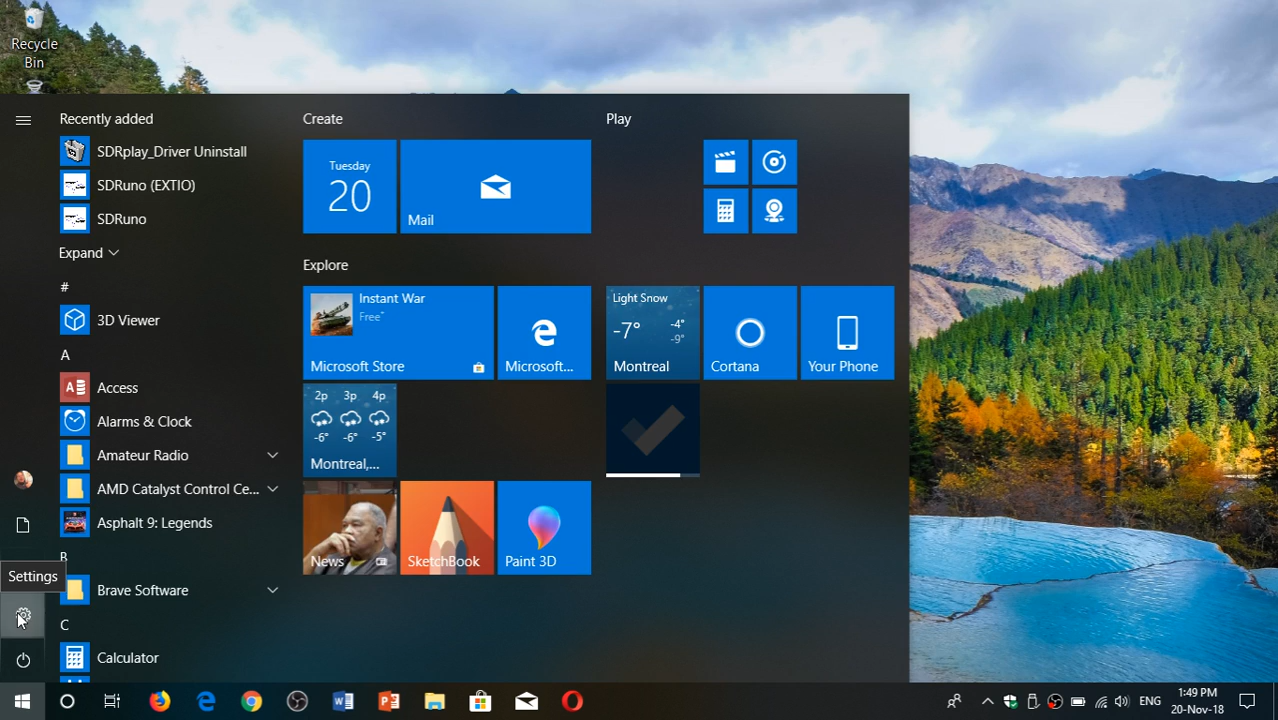 Recycle
Bin
Recently added
SDRplay_Driver Uninstall
SDRuno (EXTIO)
SDRuno
Expand
#
3D Viewer
A
Access
Alarms & Clock
Amateur Radio
AMD Catalyst Control Ce...
Asphalt 9: Legends
B
Settings
Brave Software
C
Calculator
Create
Tuesday
20
Mail
Explore
Instant War
Free*
Microsoft Store
Microsoft...
2p 3p 4p
-6° -6° -5°
Montreal,...
News
SketchBook
Paint 3D
Play
Light Snow
-7° -4°
-9°
Montreal
Cortana
Your Phone
ENG
1:49 PM
20-Nov-18